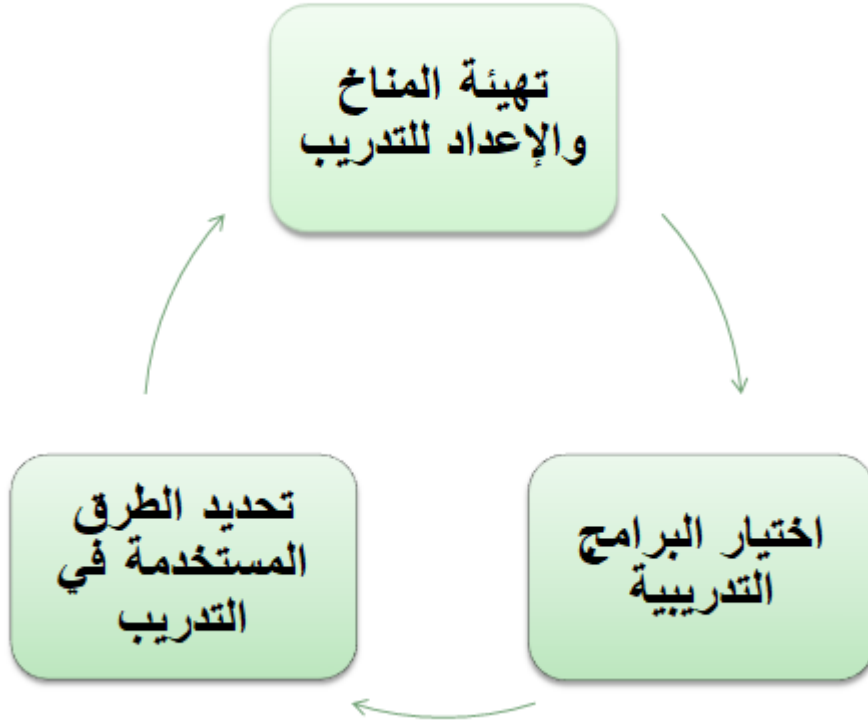 تهيئة المناخ
والإعداد للتدريب
اختيار البرامج
التدريبية
تحديد الطرق
المستخدمة في
التدريب